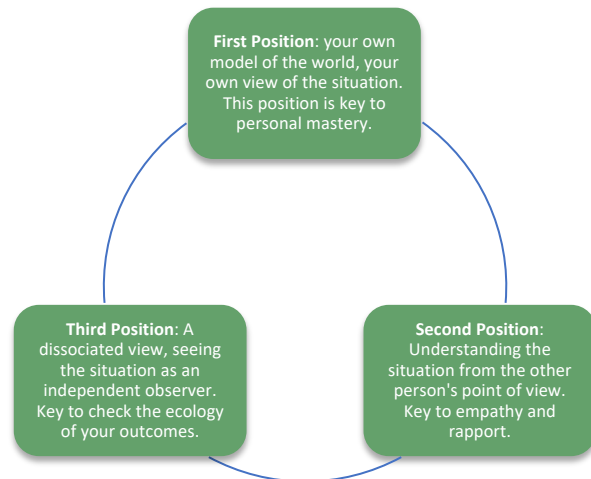 First Position: your own
model of the world, your
own view of the situation.
This position is key to
personal mastery.
Second Position:
Understanding the
situation from the other
person's point of view.
Key to empathy and
rapport.
Third Position: A
dissociated view, seeing
the situation as an
independent observer.
Key to check the ecology
of your outcomes.